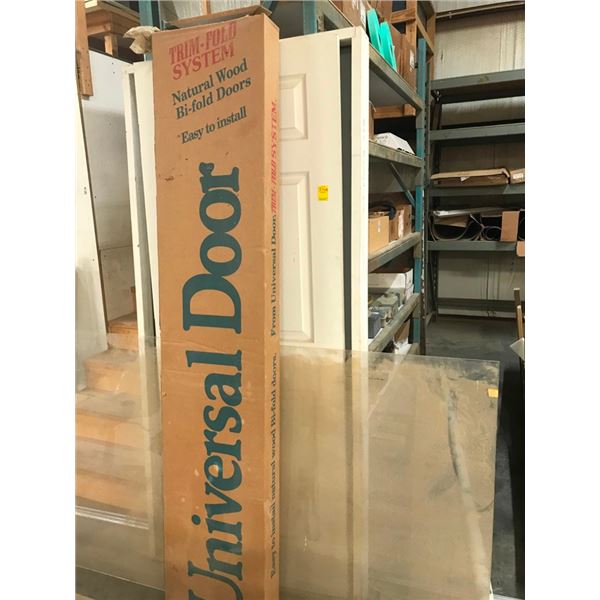 TRIM-FOLD
SYSTEM
Natural Wood
Bi-fold Doors
Easy to install
Universal Door
Easy to install natural wood Bi-fold doors. From Universal Door. TRIM-FOLD SYSTEM.